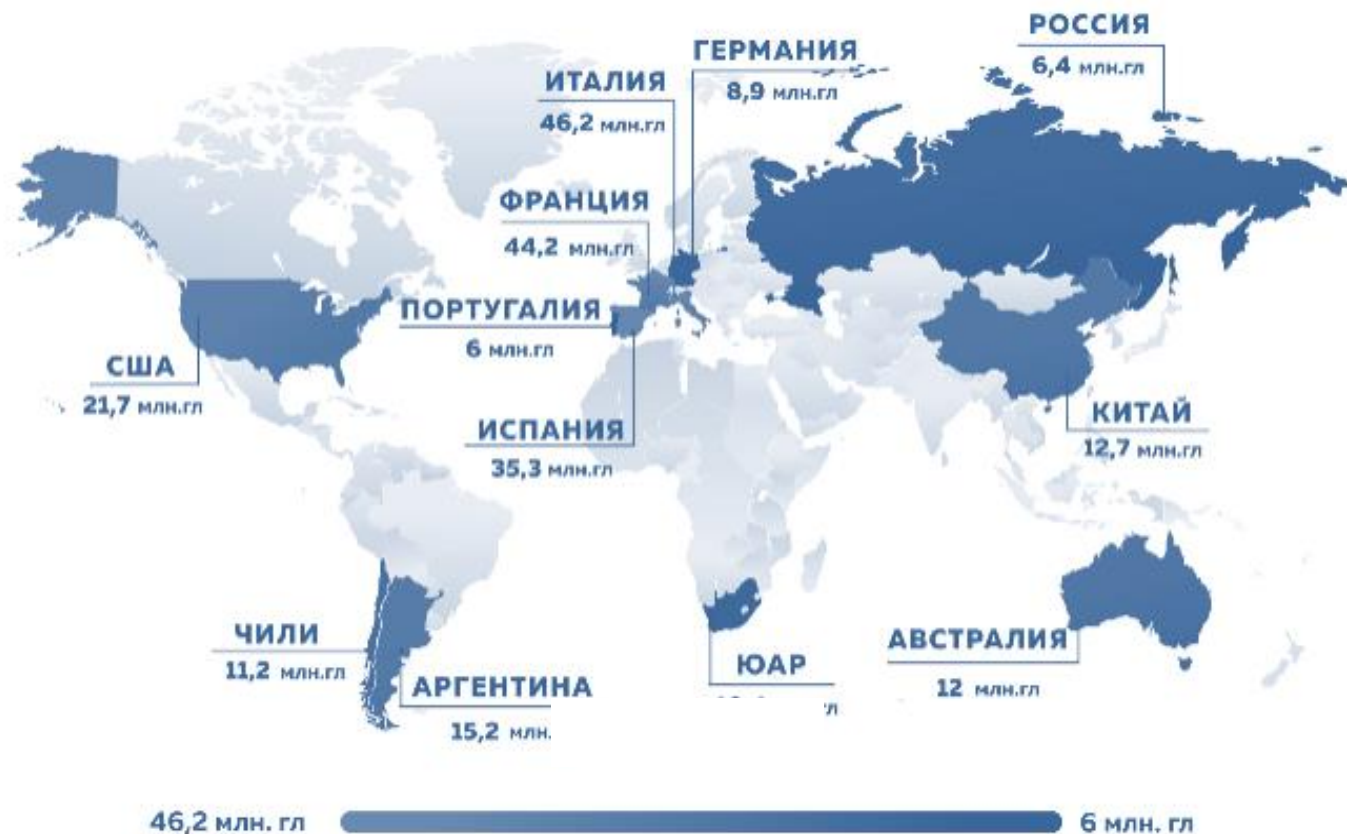 РОССИЯ
6,4 млн.гл
ГЕРМАНИЯ
8,9 млн.гл
ИТАЛИЯ
46,2 млн.гл
ФРАНЦИЯ
44,2 млн.гл
ПОРТУГАЛИЯ
6 млн.гл
США
21,7 млн.гл
ИСПАНИЯ
35,3 млн.гл
КИТАЙ
12,7 млн.гл
ЧИЛИ
11,2 млн.гл
АРГЕНТИНА
15,2 млн.
ЮАР
АВСТРАЛИЯ
12 млн.гл
46,2 млн. гл
6 млн. гл